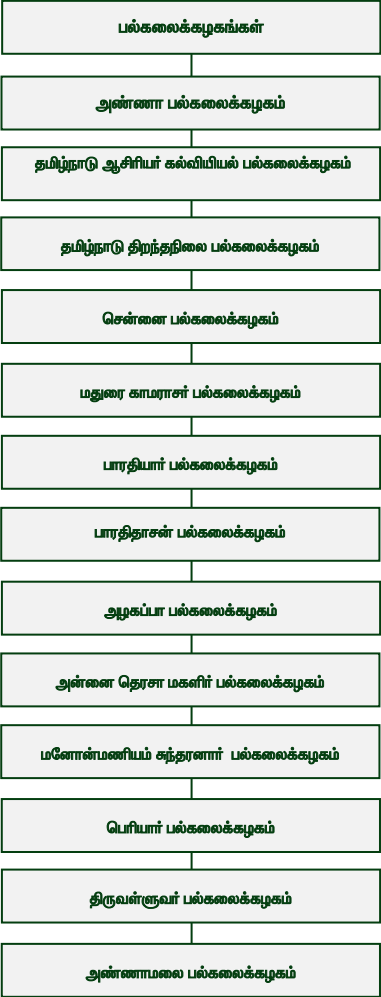 பல்கலைக்கழகங்கள்
அண்ணா பல்கலைக்கழகம்
தமிழ்நாடு ஆசிரியர் கல்வியியல் பல்கலைக்கழகம்
தமிழ்நாடு திறந்தநிலை பல்கலைக்கழகம்
சென்னை பல்கலைக்கழகம்
மதுரை காமராசர் பல்கலைக்கழகம்
பாரதியார் பல்கலைக்கழகம்
பாரதிதாசன் பல்கலைக்கழகம்
அழகப்பா பல்கலைக்கழகம்
அன்னை தெரசா மகளிர் பல்கலைக்கழகம்
மனோன்மணியம் சுந்தரனார் பல்கலைக்கழகம்
பெரியார் பல்கலைக்கழகம்
திருவள்ளுவர் பல்கலைக்கழகம்
அண்ணாமலை பல்கலைக்கழகம்